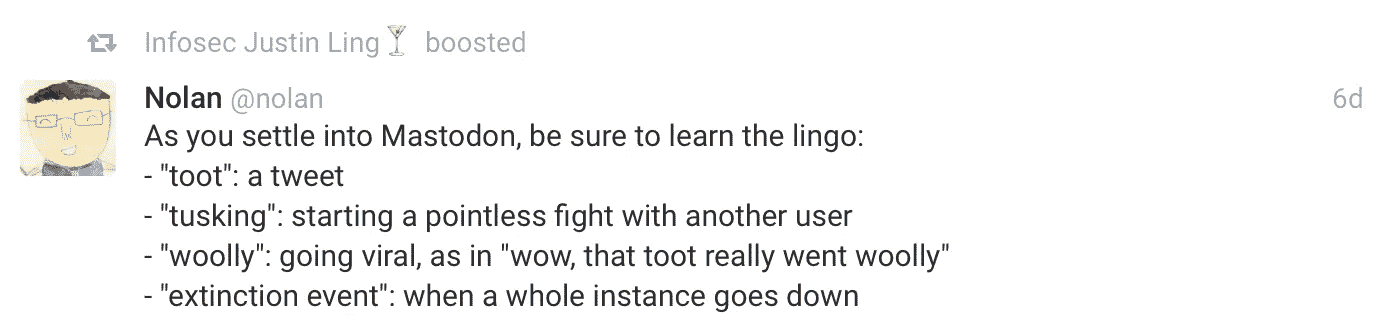 Infosec Justin Ling🍸 boosted
Nolan @nolan 6d
As you settle into Mastodon, be sure to learn the lingo:
- "toot": a tweet
- "tusking": starting a pointless fight with another user
- "woolly": going viral, as in "wow, that toot really went woolly"
- "extinction event": when a whole instance goes down